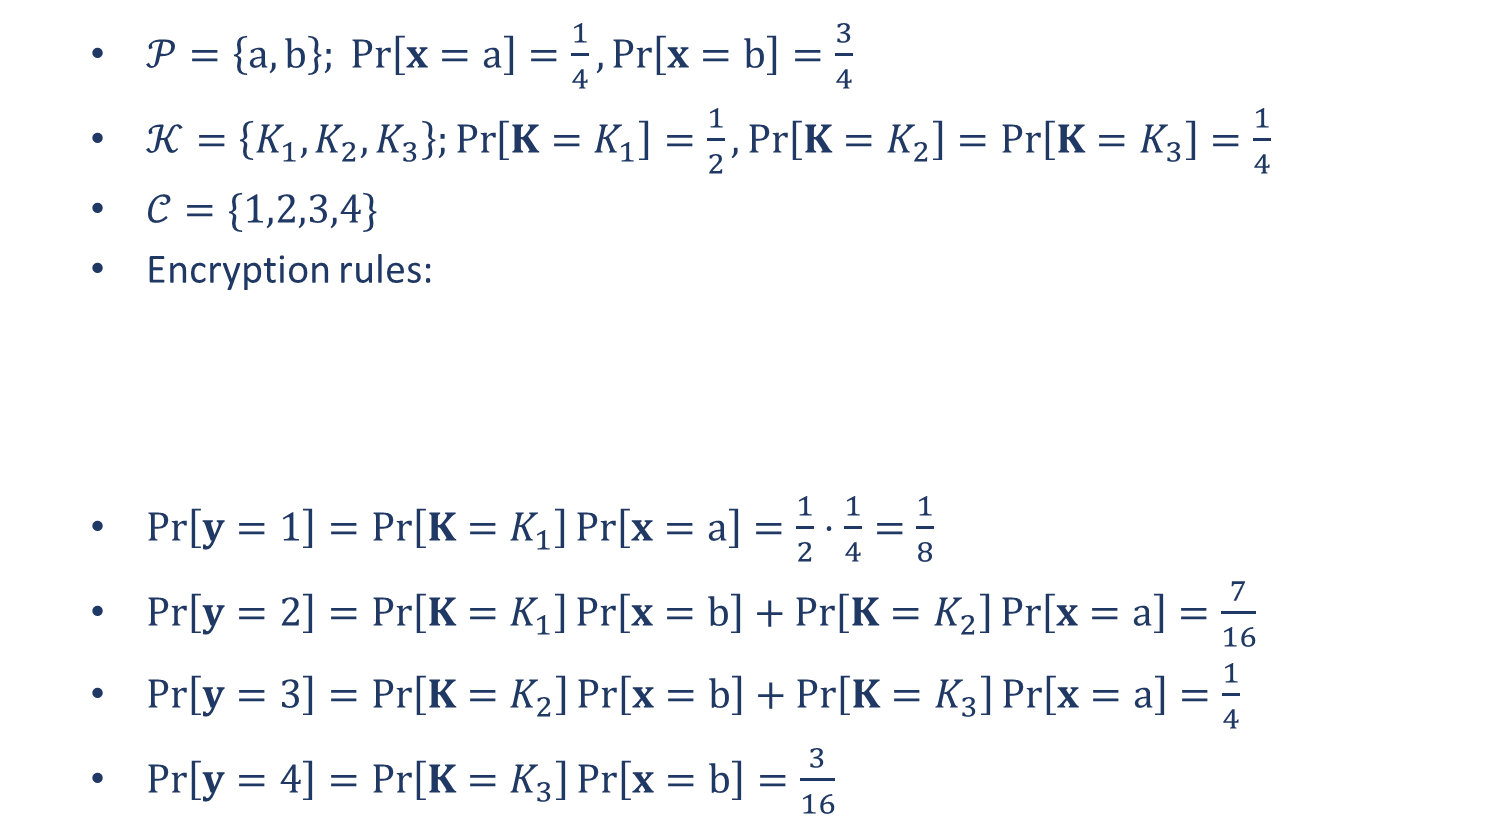 • 𝒫 = {a, b}; Pr[𝐱 = a] = 1/4, Pr[𝐱 = b] = 3/4
• 𝒦 = {K₁, K₂, K₃}; Pr[𝐊 = K₁] = 1/2, Pr[𝐊 = K₂] = Pr[𝐊 = K₃] = 1/4
• 𝒞 = {1,2,3,4}
• Encryption rules:
• Pr[𝐲 = 1] = Pr[𝐊 = K₁] Pr[𝐱 = a] = 1/2 · 1/4 = 1/8
• Pr[𝐲 = 2] = Pr[𝐊 = K₁] Pr[𝐱 = b] + Pr[𝐊 = K₂] Pr[𝐱 = a] = 7/16
• Pr[𝐲 = 3] = Pr[𝐊 = K₂] Pr[𝐱 = b] + Pr[𝐊 = K₃] Pr[𝐱 = a] = 1/4
• Pr[𝐲 = 4] = Pr[𝐊 = K₃] Pr[𝐱 = b] = 3/16